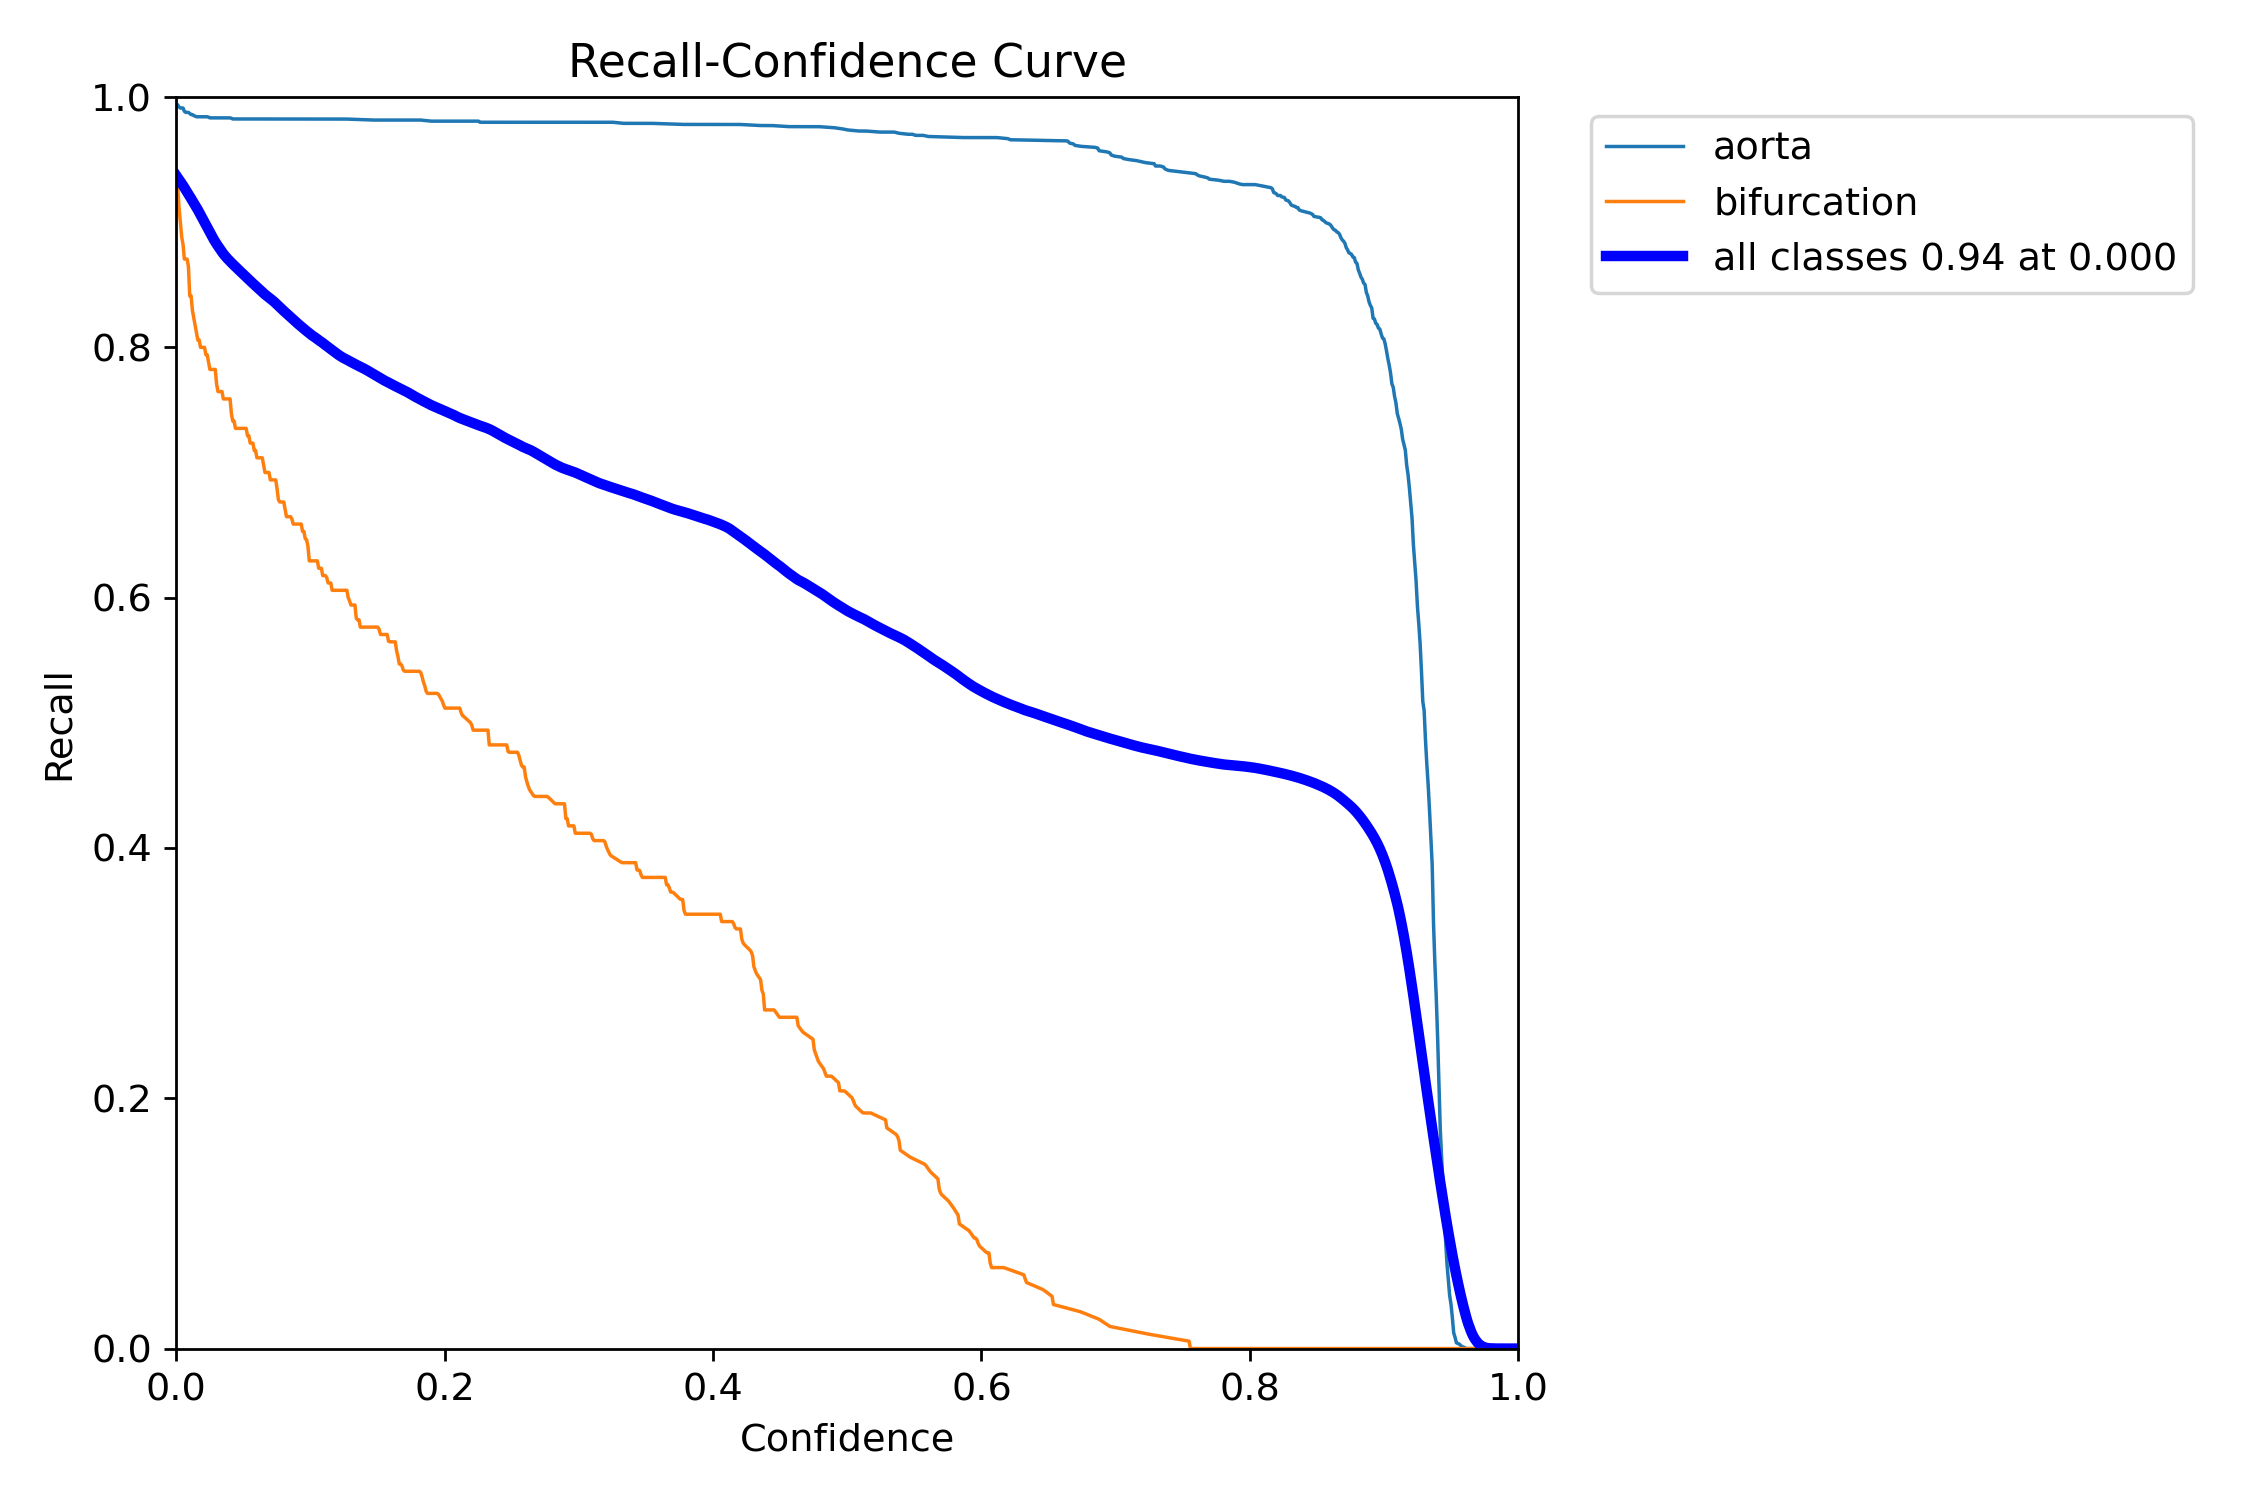 Recall-Confidence Curve
1.0
0.8
0.6
0.4
0.2
0.0
Recall
0.0 0.2 0.4 0.6 0.8 1.0
Confidence
aorta
bifurcation
all classes 0.94 at 0.000